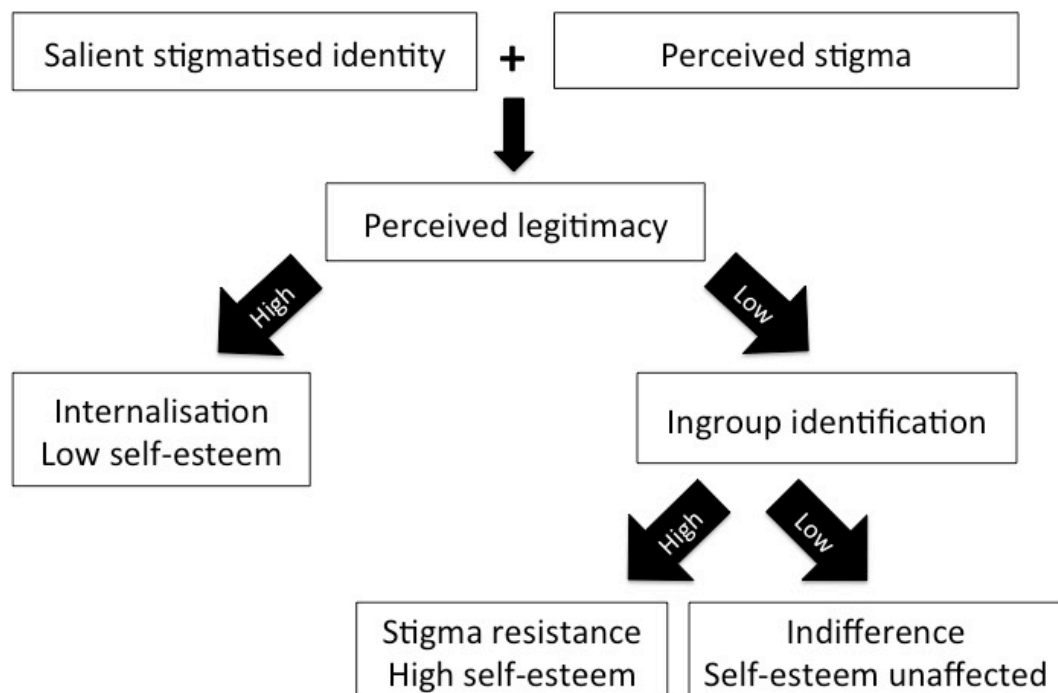 Salient stigmatised identity + Perceived stigma
Perceived legitimacy
High
Low
Internalisation
Low self-esteem
Ingroup identification
High
Low
Stigma resistance
High self-esteem
Indifference
Self-esteem unaffected